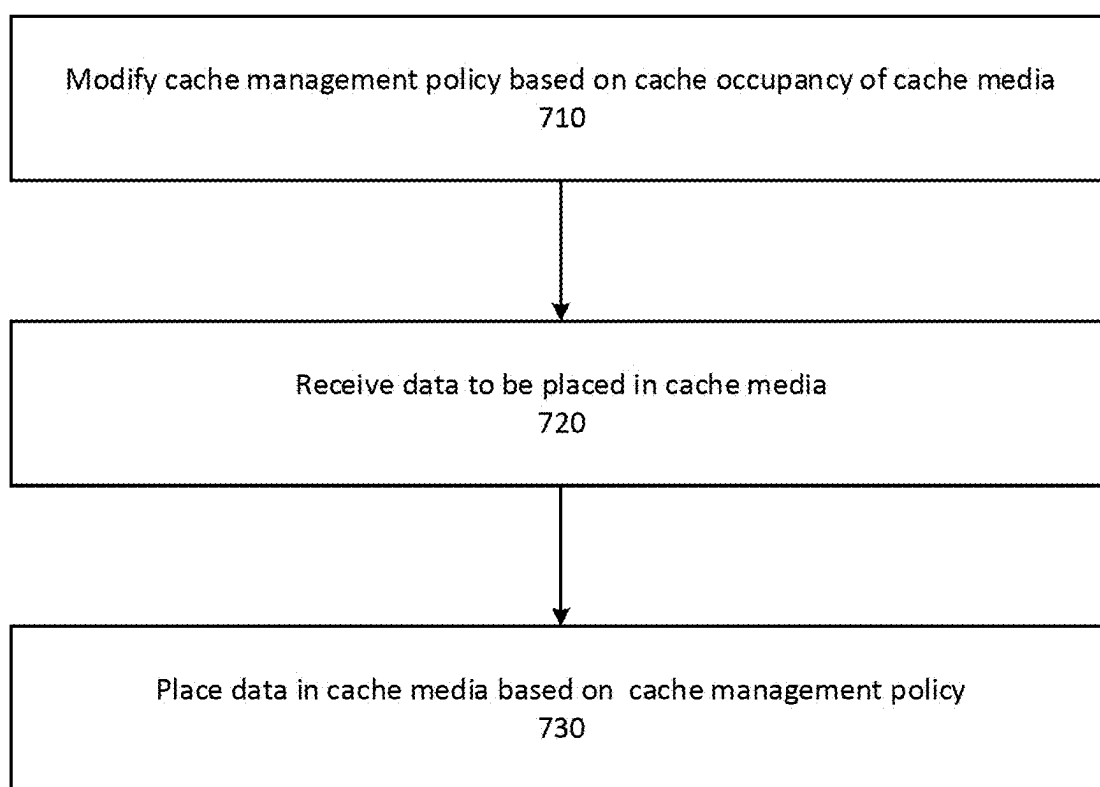 Modify cache management policy based on cache occupancy of cache media
710
Receive data to be placed in cache media
720
Place data in cache media based on cache management policy
730